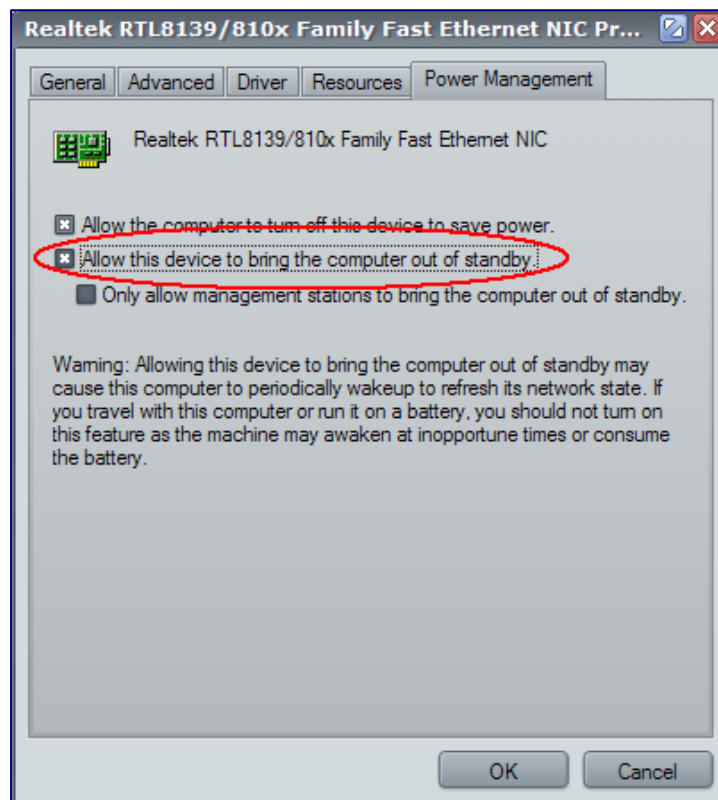 Realtek RTL8139/810x Family Fast Ethernet NIC Pr...
General Advanced Driver Resources Power Management
Realtek RTL8139/810x Family Fast Ethernet NIC
Allow the computer to turn off this device to save power.
Allow this device to bring the computer out of standby.
Only allow management stations to bring the computer out of standby.
Warning: Allowing this device to bring the computer out of standby may
cause this computer to periodically wakeup to refresh its network state. If
you travel with this computer or run it on a battery, you should not turn on
this feature as the machine may awaken at inopportune times or consume
the battery.
OK Cancel